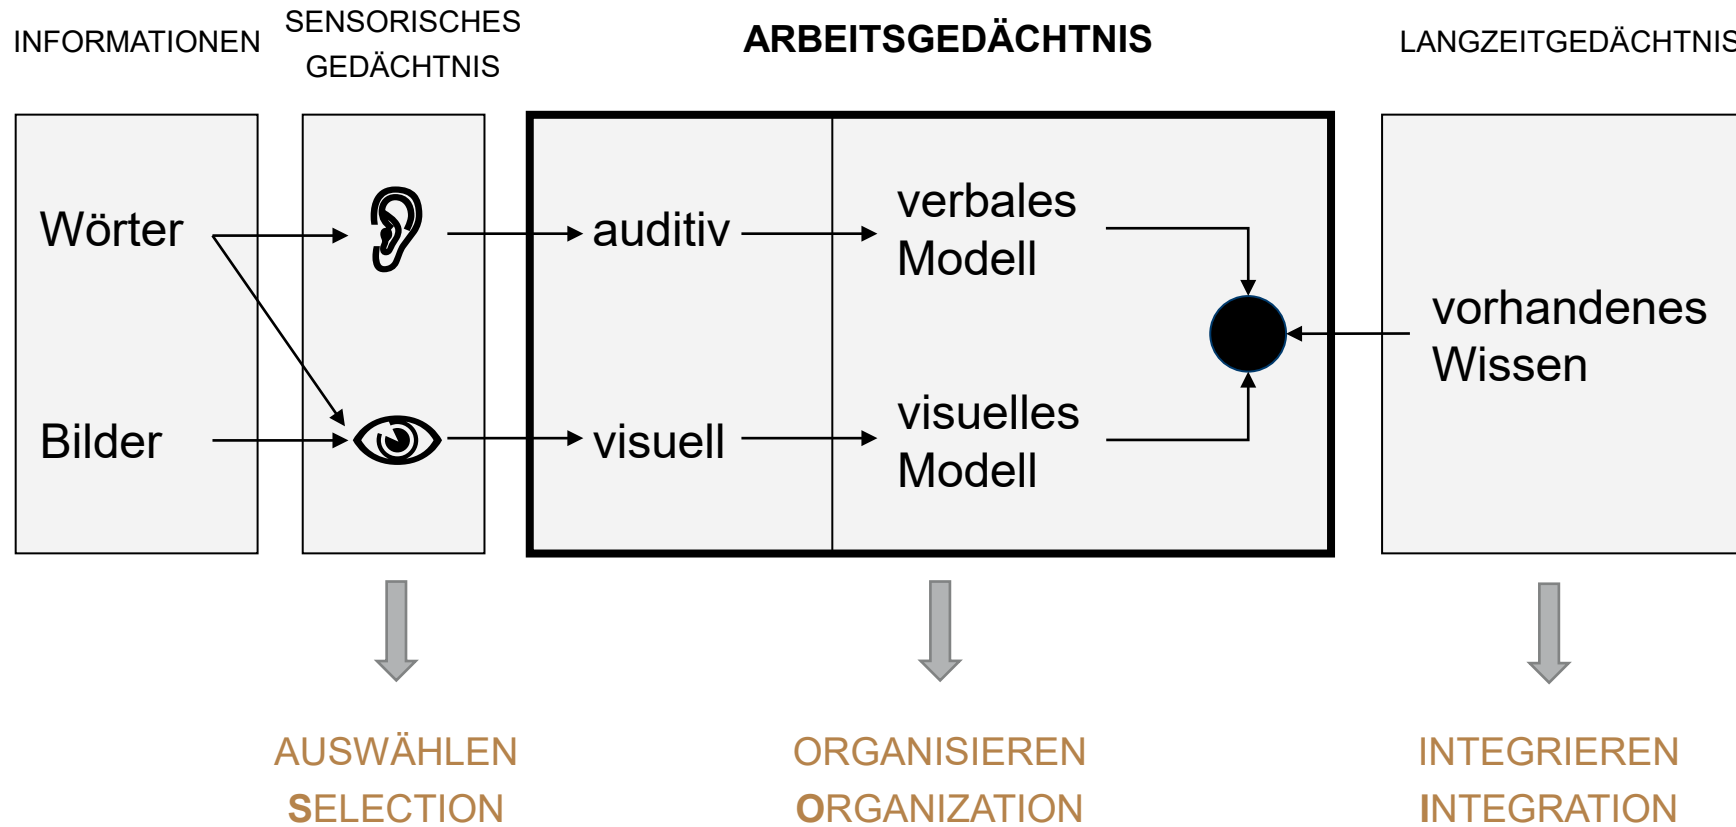 INFORMATIONEN
SENSORISCHES
GEDÄCHTNIS
ARBEITSGEDÄCHTNIS
LANGZEITGEDÄCHTNIS
Wörter
auditiv
verbales
Modell
vorhandenes
Wissen
Bilder
visuell
visuelles
Modell
AUSWÄHLEN
SELECTION
ORGANISIEREN
ORGANIZATION
INTEGRIEREN
INTEGRATION